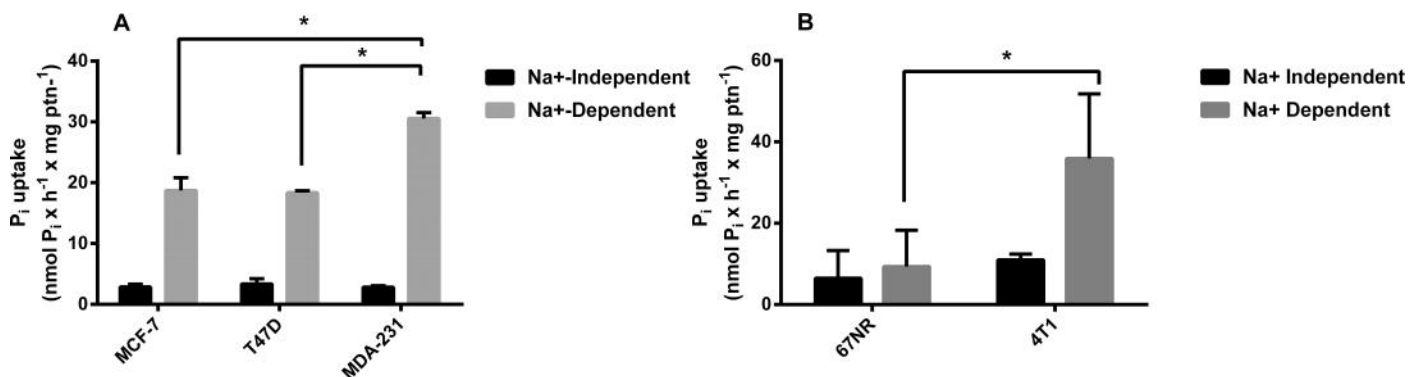 A
*
*
Na+-Independent
Na+-Dependent
40
30
20
10
0
Pi uptake
(nmol Pi x h-1 x mg ptn-1)
MCF-7
T47D
MDA-231
B
*
Na+ Independent
Na+ Dependent
60
40
20
0
Pi uptake
(nmol Pi x h-1 x mg ptn-1)
67NR
4T1